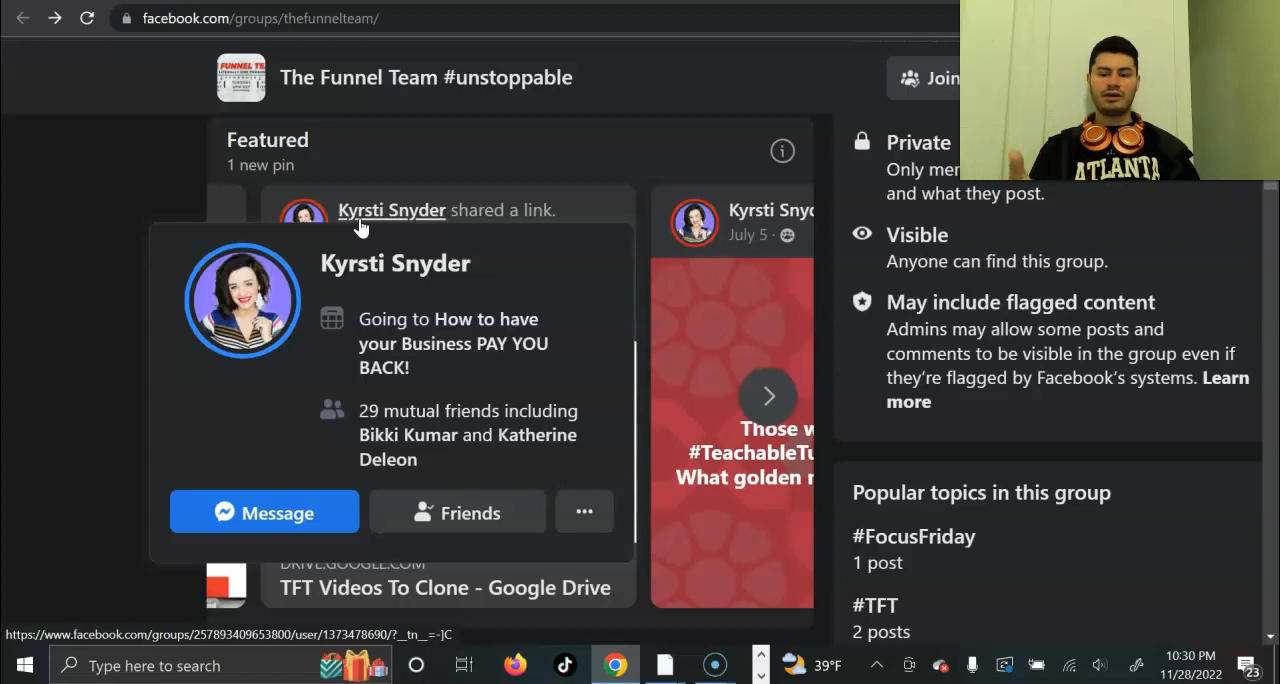 facebook.com/groups/thefunnelteam/
The Funnel Team #unstoppable
Join
ATLANTA
Featured
1 new pin
Kyrsti Snyder shared a link.
Kyrsti Snyder
Going to How to have
your Business PAY YOU
BACK!
29 mutual friends including
Bikki Kumar and Katherine
Deleon
Message
Friends
DRIVE.GOOGLE.COM
TFT Videos To Clone - Google Drive
Kyrsti Snyd
July 5 ·
Those w
#TeachableTu
What golden
Private
Only mem
and what they post.
Visible
Anyone can find this group.
May include flagged content
Admins may allow some posts and
comments to be visible in the group even if
they're flagged by Facebook's systems. Learn
more
Popular topics in this group
#FocusFriday
1 post
#TFT
2 posts
https://www.facebook.com/groups/257893409653800/user/1373478690/?__tn__=-]C
Type here to search
39°F
10:30 PM
11/28/2022
23